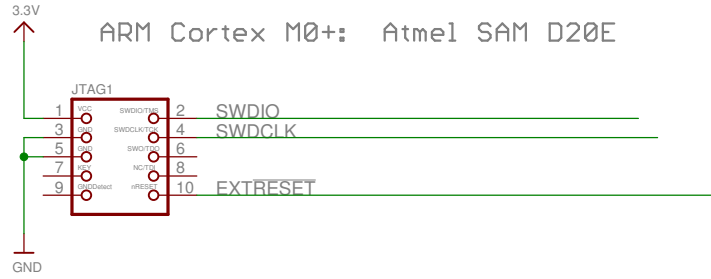 3.3V
ARM Cortex M0+: Atmel SAM D20E
JTAG1
1 VCC SWDIO/TMS 2 SWDIO
3 GND SWDCLK/TCK 4 SWDCLK
5 GND SWO/TDO 6
7 KEY NC/TDI 8
9 GNDDetect nRESET 10 EXTRESET
GND